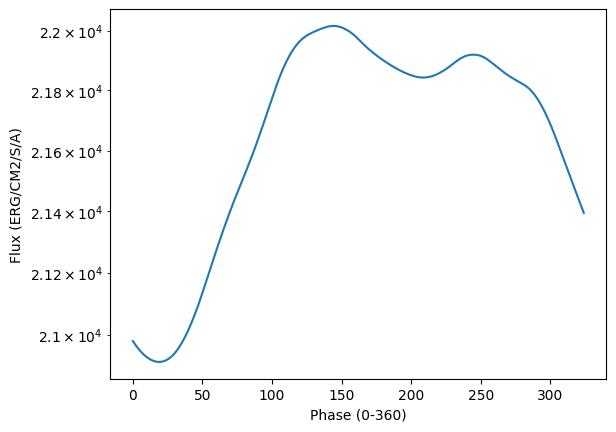 Flux (ERG/CM2/S/A)
2.2 × 10⁴
2.18 × 10⁴
2.16 × 10⁴
2.14 × 10⁴
2.12 × 10⁴
2.1 × 10⁴
0 50 100 150 200 250 300
Phase (0-360)